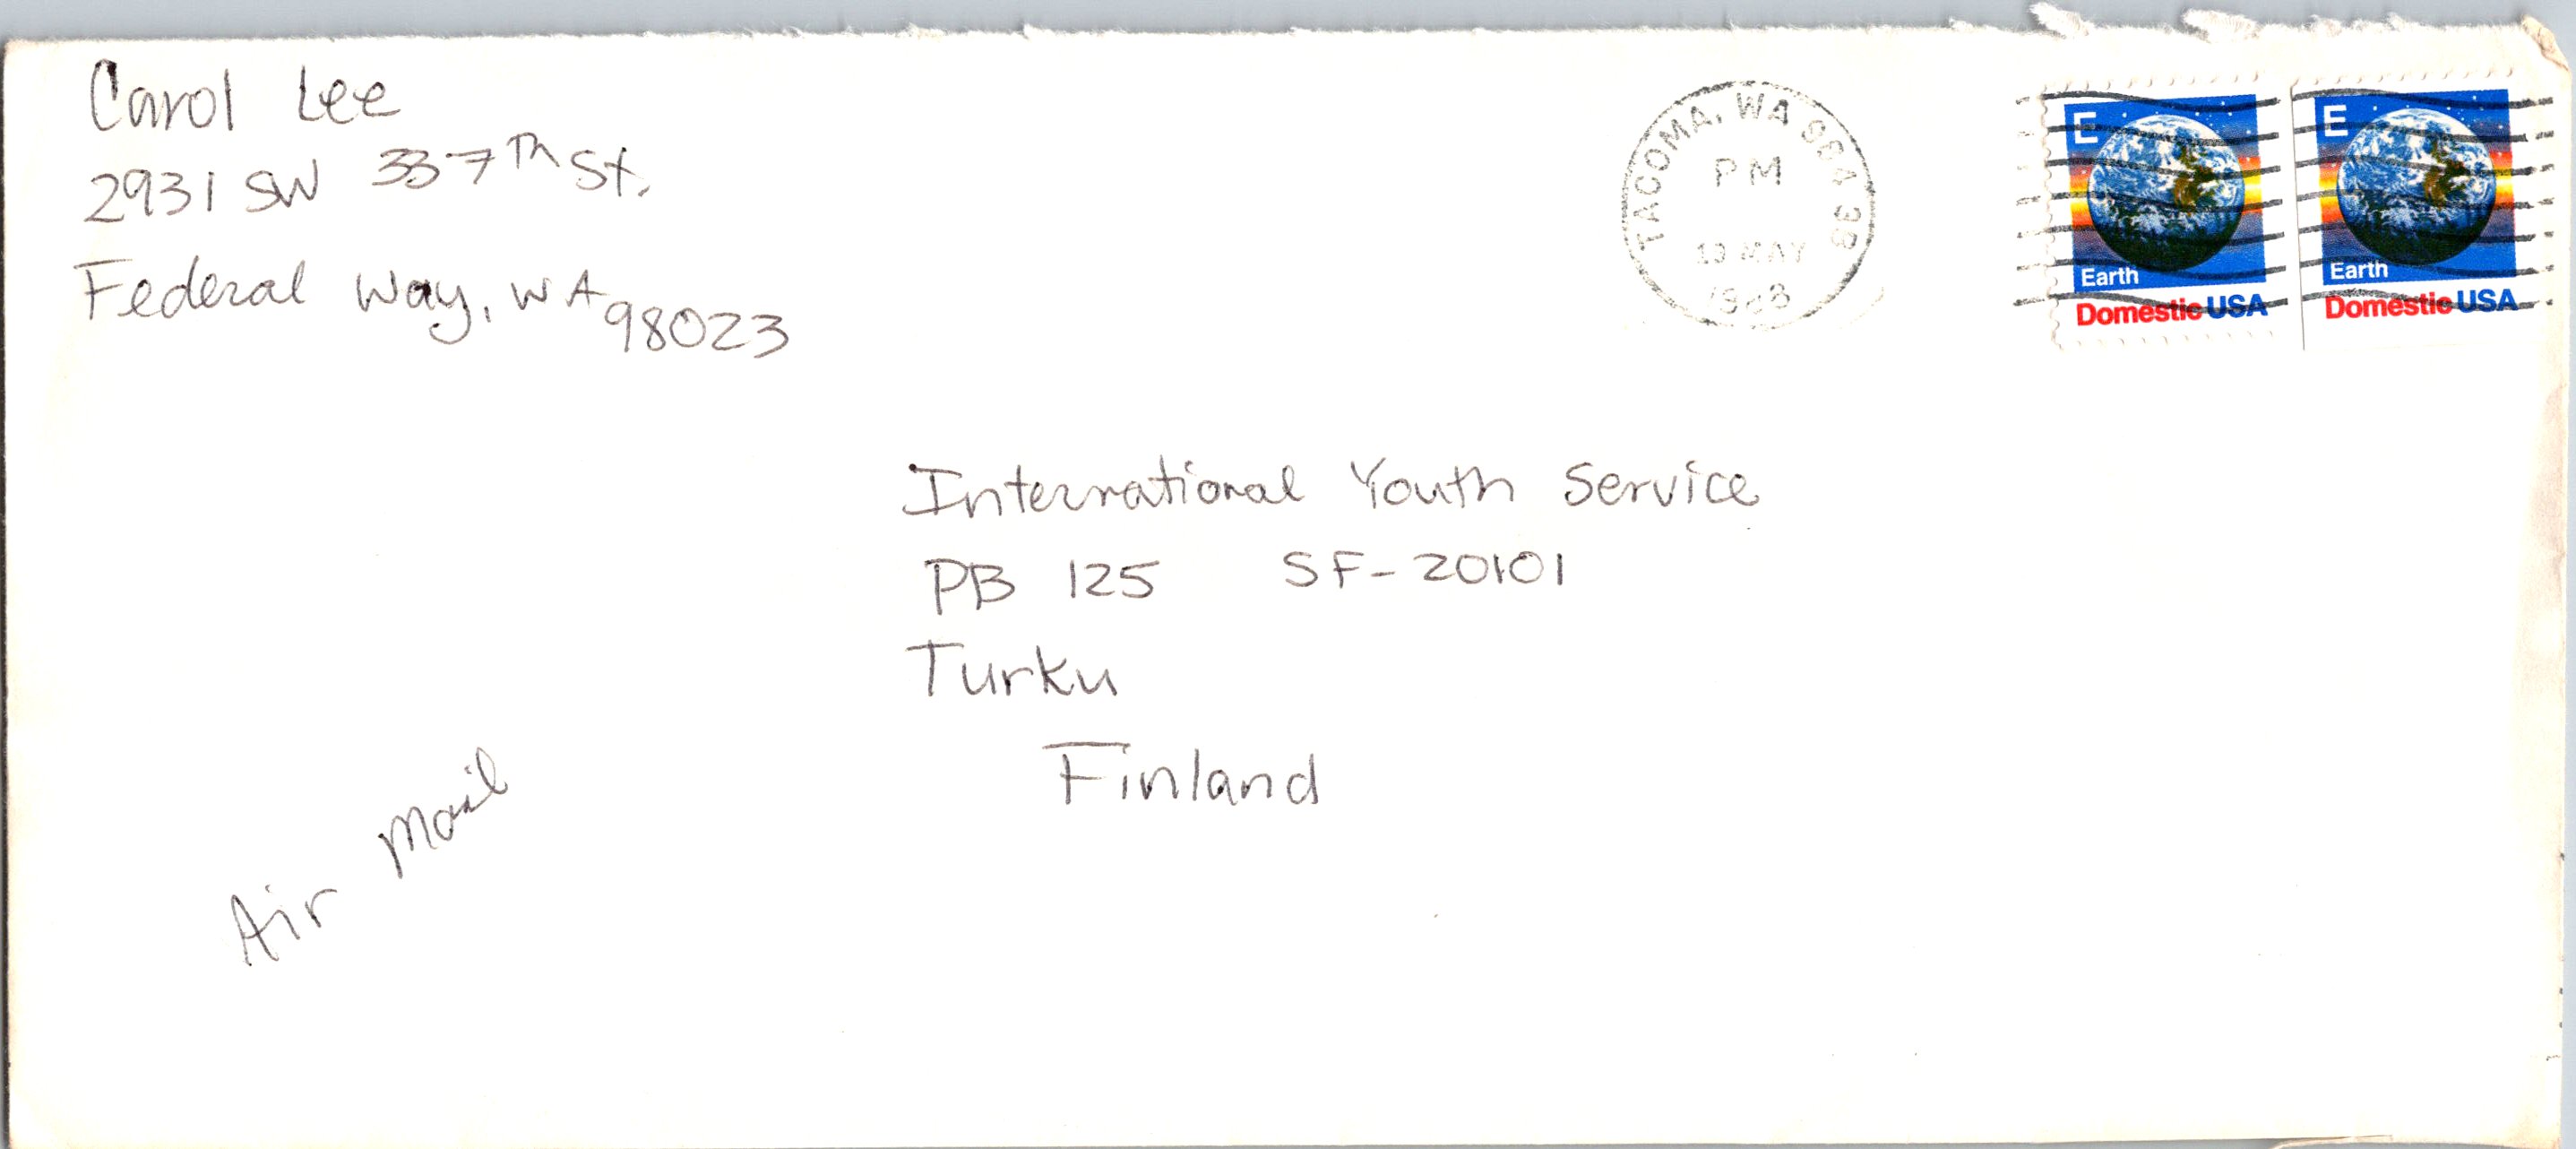 Carol Lee
2931 SW 337th St.
Federal Way, WA 98023
TACOMA, WA
PM
MAY
1988
E
Earth
Domestic USA
E
Earth
Domestic USA
International Youth Service
PB 125 SF-20101
Turku
Finland
Air Mail